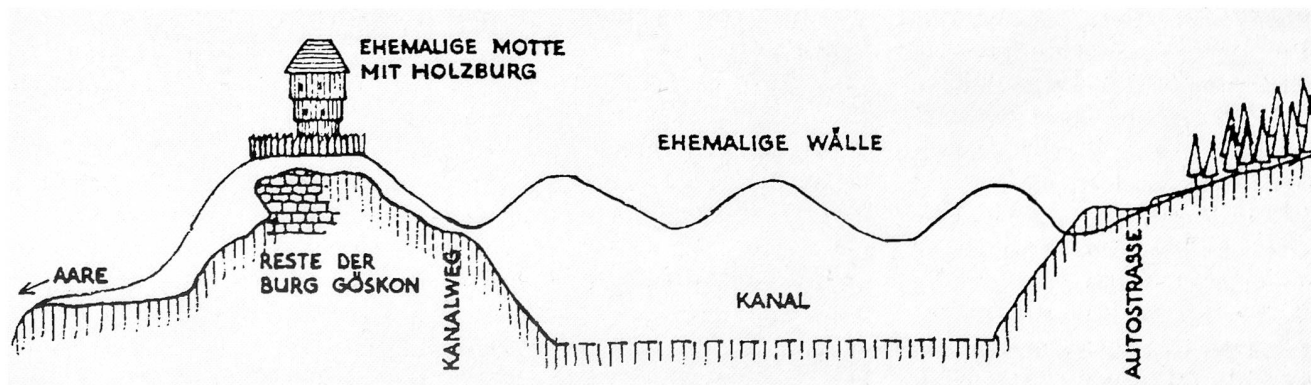 EHEMALIGE MOTTE
MIT HOLZBURG
EHEMALIGE WÄLLE
AARE
RESTE DER
BURG GÖSKON
KANALWEG
KANAL
AUTOSTRASSE